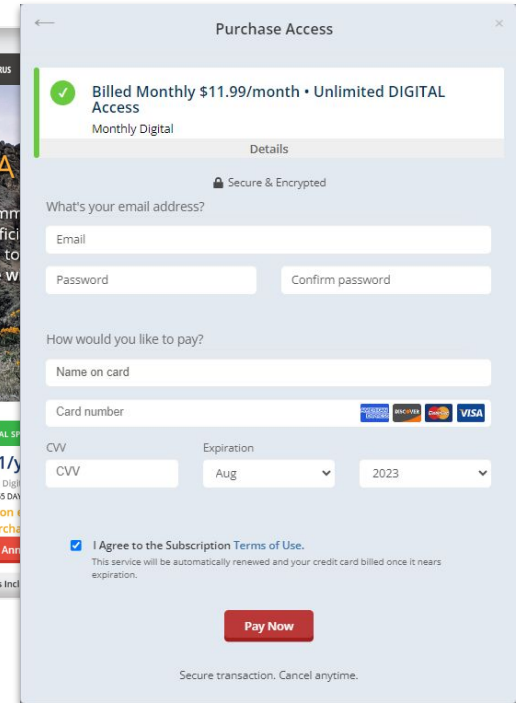 Purchase Access
×
Billed Monthly $11.99/month • Unlimited DIGITAL
Access
Monthly Digital
Details
Secure & Encrypted
What's your email address?
Email
Password Confirm password
How would you like to pay?
Name on card
Card number AMERICAN EXPRESS DISCOVER MasterCard VISA
CVV Expiration
CVV Aug 2023
I Agree to the Subscription Terms of Use.
This service will be automatically renewed and your credit card billed once it nears
expiration.
Pay Now
Secure transaction. Cancel anytime.